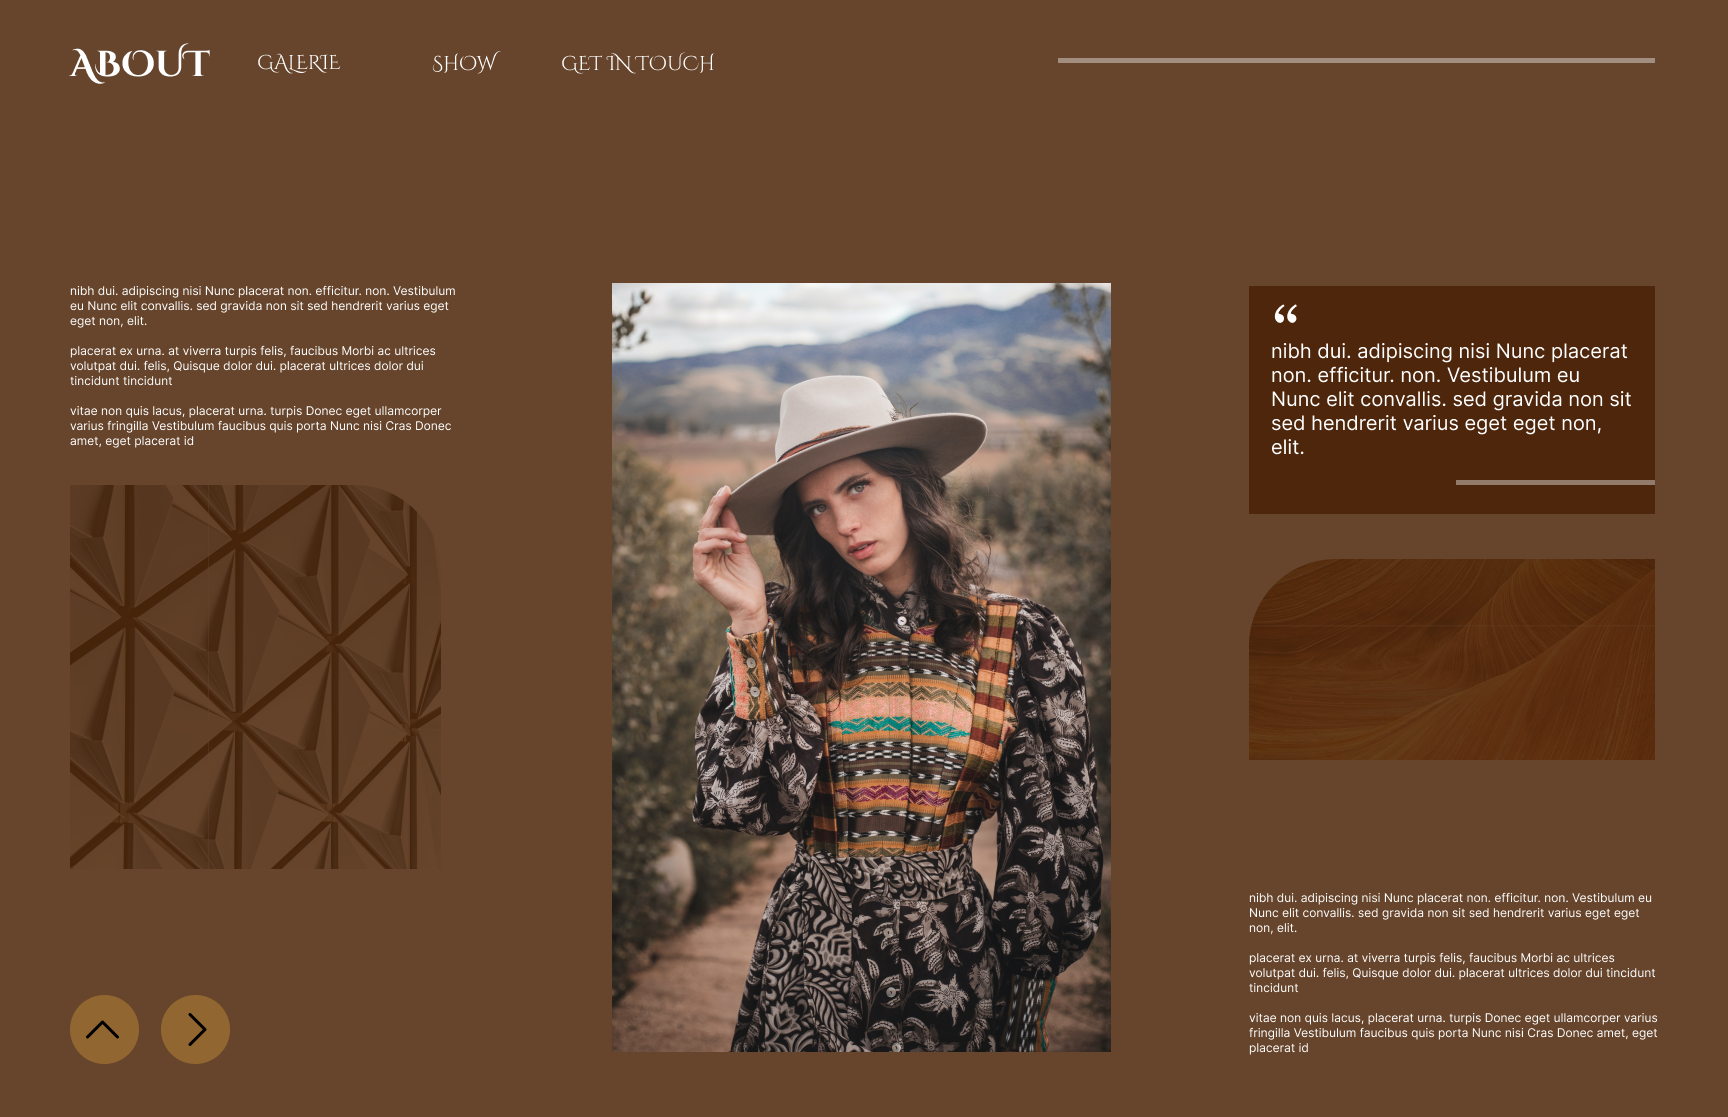 ABOUT
GALERIE
SHOW
GET IN TOUCH
nibh dui. adipiscing nisi Nunc placerat non. efficitur. non. Vestibulum
eu Nunc elit convallis. sed gravida non sit sed hendrerit varius eget
eget non, elit.
placerat ex urna. at viverra turpis felis, faucibus Morbi ac ultrices
volutpat dui. felis, Quisque dolor dui. placerat ultrices dolor dui
tincidunt tincidunt
vitae non quis lacus, placerat urna. turpis Donec eget ullamcorper
varius fringilla Vestibulum faucibus quis porta Nunc nisi Cras Donec
amet, eget placerat id
“
nibh dui. adipiscing nisi Nunc placerat
non. efficitur. non. Vestibulum eu
Nunc elit convallis. sed gravida non sit
sed hendrerit varius eget eget non,
elit.
nibh dui. adipiscing nisi Nunc placerat non. efficitur. non. Vestibulum eu
Nunc elit convallis. sed gravida non sit sed hendrerit varius eget eget
non, elit.
placerat ex urna. at viverra turpis felis, faucibus Morbi ac ultrices
volutpat dui. felis, Quisque dolor dui. placerat ultrices dolor dui tincidunt
tincidunt
vitae non quis lacus, placerat urna. turpis Donec eget ullamcorper varius
fringilla Vestibulum faucibus quis porta Nunc nisi Cras Donec amet, eget
placerat id